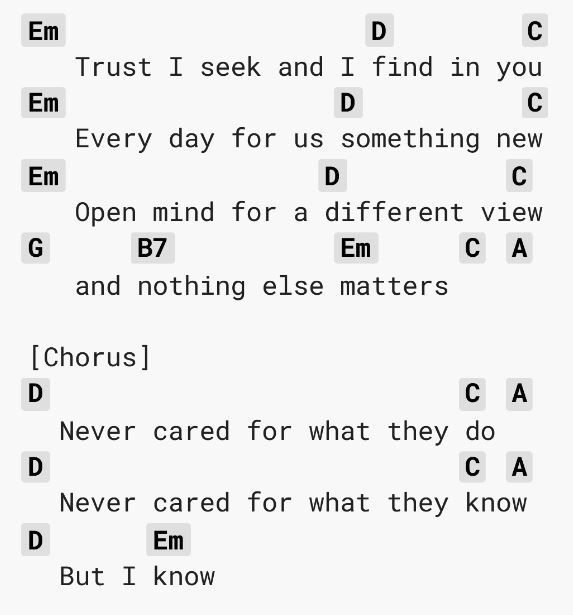 Em D C
Trust I seek and I find in you
Em D C
Every day for us something new
Em D C
Open mind for a different view
G B7 Em C A
and nothing else matters
[Chorus]
D C A
Never cared for what they do
D C A
Never cared for what they know
D Em
But I know